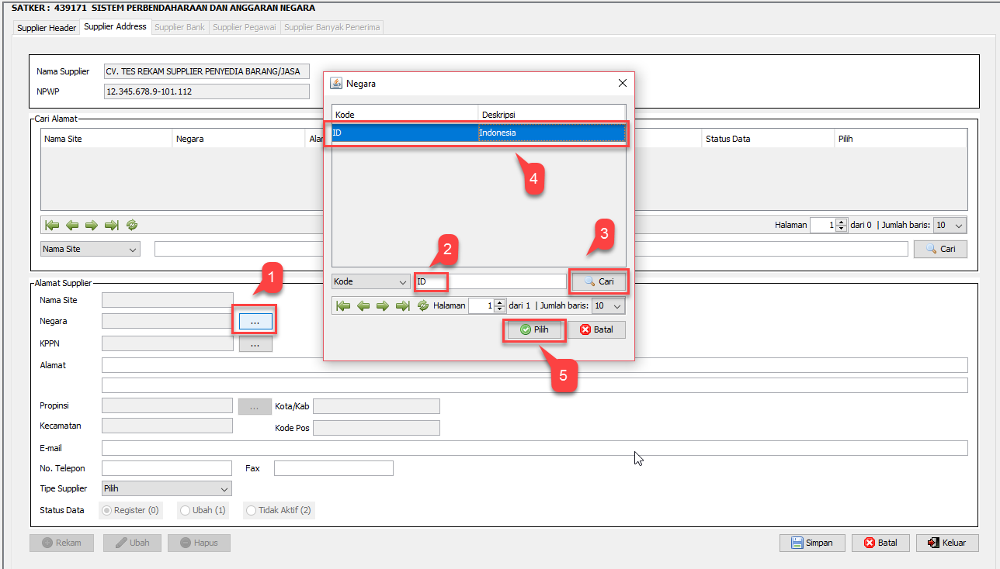 SATKER : 439171 SISTEM PERBENDAHARAAN DAN ANGGARAN NEGARA
Supplier Header Supplier Address Supplier Bank Supplier Pegawai Supplier Banyak Penerima
Nama Supplier CV. TES REKAM SUPPLIER PENYEDIA BARANG/JASA
NPWP 12.345.678.9-101.112
Cari Alamat
Nama Site Negara Alar Status Data Pilih
Halaman 1 dari 0 | Jumlah baris: 10
Nama Site Cari
Negara
Kode Deskripsi
ID Indonesia
4
3
2
Kode ID Cari
Halaman 1 dari 1 | Jumlah baris: 10
Pilih Batal
5
1
Alamat Supplier
Nama Site
Negara ...
KPPN ...
Alamat
Propinsi ... Kota/Kab
Kecamatan Kode Pos
E-mail
No. Telepon Fax
Tipe Supplier Pilih
Status Data Register (0) Ubah (1) Tidak Aktif (2)
Rekam Ubah Hapus Simpan Batal Keluar